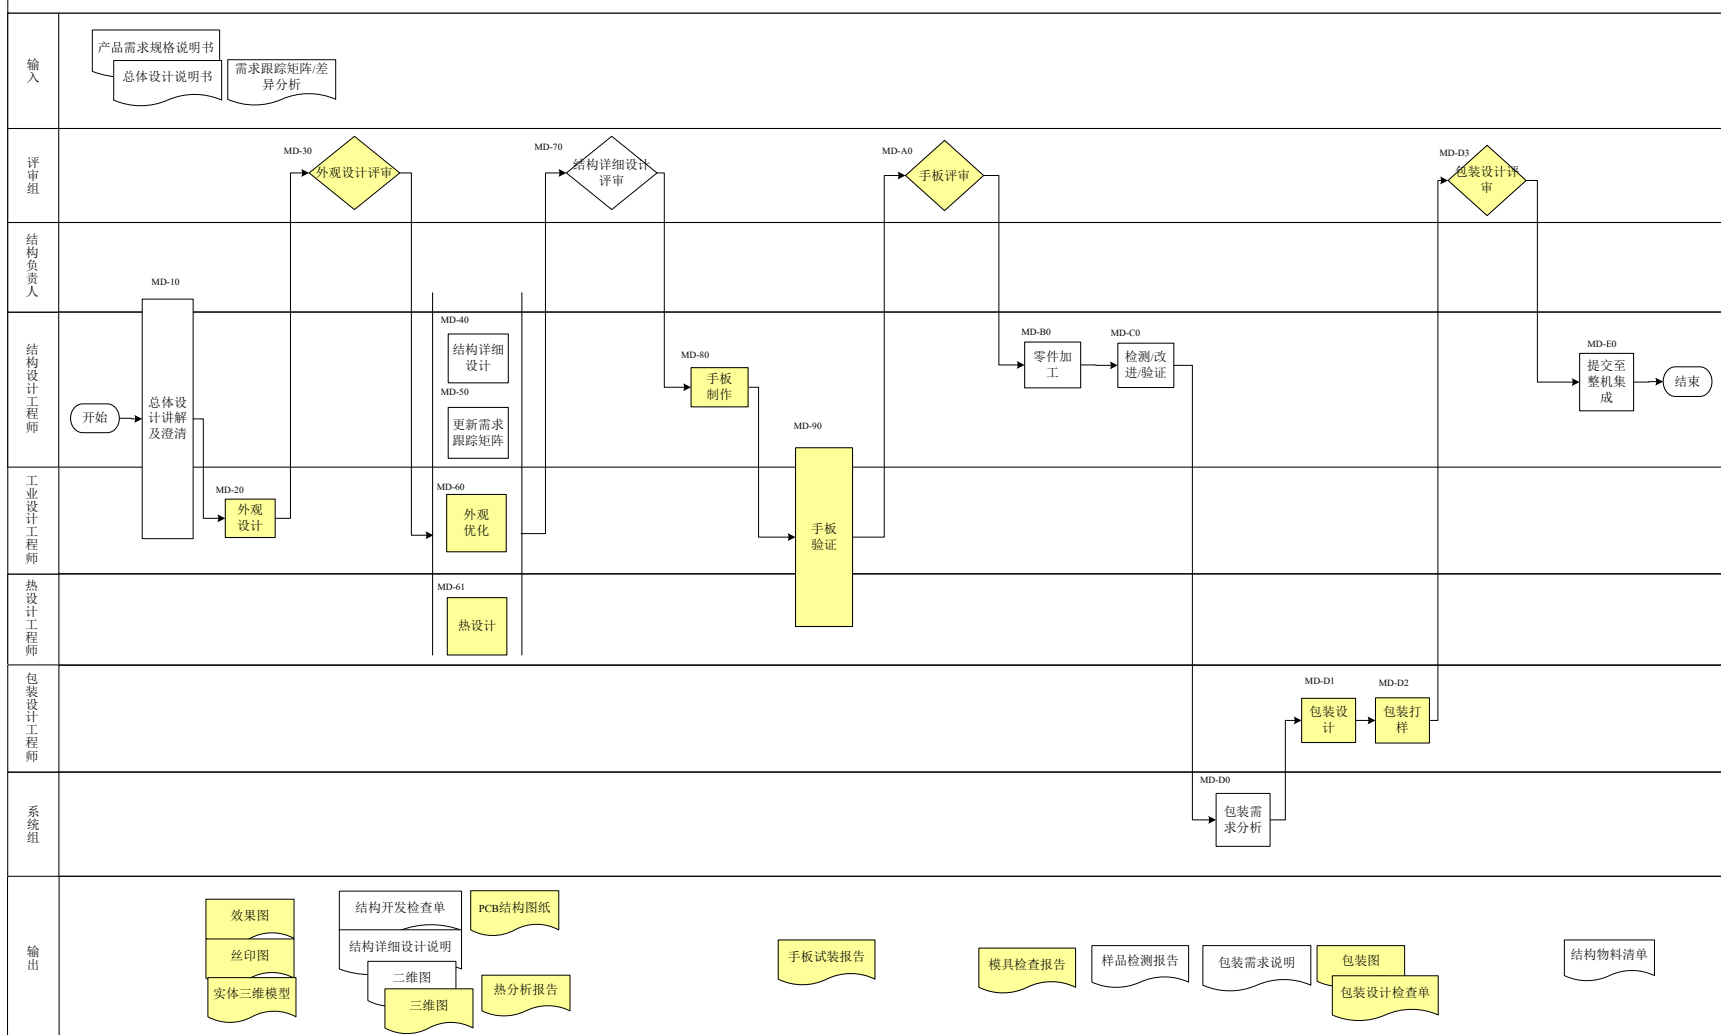 输入
产品需求规格说明书
总体设计说明书
需求跟踪矩阵/差
异分析
评审组
MD-30
外观设计评审
MD-70
结构详细设计
评审
MD-A0
手板评审
MD-D3
包装设计评
审
结构负责人
MD-10
总体设
计讲解
及澄清
结构设计工程师
开始
MD-40
结构详细
设计
MD-50
更新需求
跟踪矩阵
MD-80
手板
制作
MD-90
手板
验证
MD-B0
零件加
工
MD-C0
检测/改
进/验证
MD-E0
提交至
整机集
成
结束
工业设计工程师
MD-20
外观
设计
MD-60
外观
优化
热设计工程师
MD-61
热设计
包装设计工程师
MD-D1
包装设
计
MD-D2
包装打
样
系统组
MD-D0
包装需
求分析
输出
效果图
丝印图
实体三维模型
结构开发检查单
结构详细设计说明
二维图
三维图
PCB结构图纸
热分析报告
手板试装报告
模具检查报告
样品检测报告
包装需求说明
包装图
包装设计检查单
结构物料清单